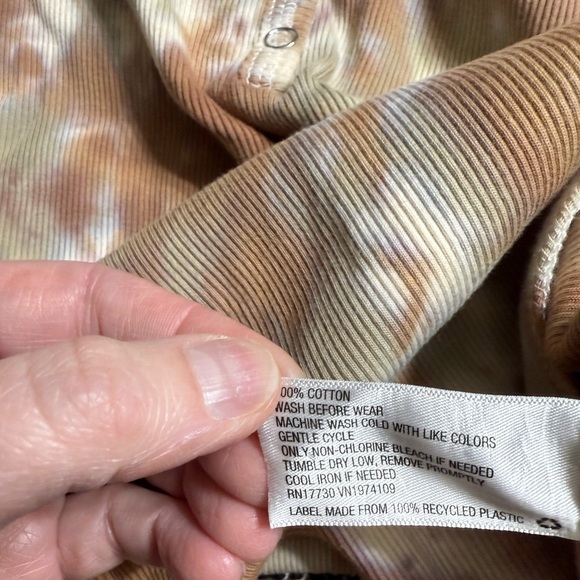 00% COTTON
WASH BEFORE WEAR
MACHINE WASH COLD WITH LIKE COLORS
GENTLE CYCLE
ONLY NON-CHLORINE BLEACH IF NEEDED
TUMBLE DRY LOW, REMOVE PROMPTLY
COOL IRON IF NEEDED
RN17730 VN1974109
LABEL MADE FROM 100% RECYCLED PLASTIC